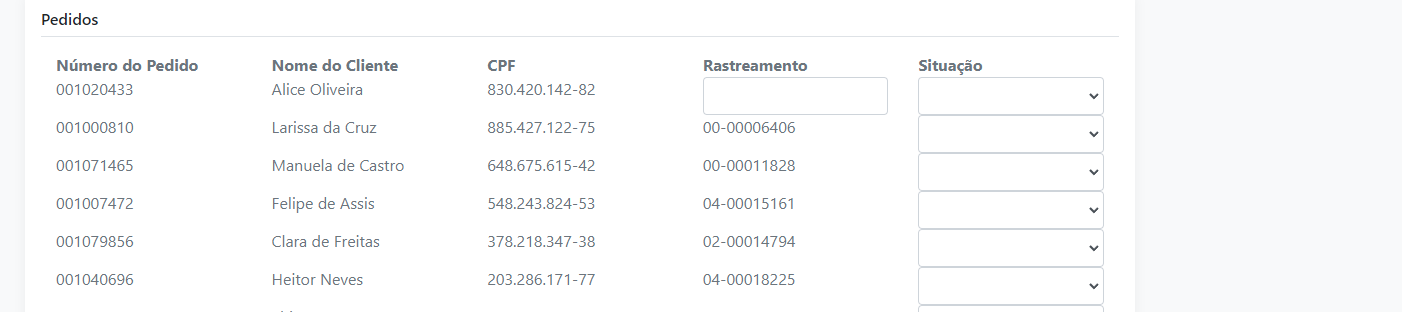 Pedidos
Número do Pedido Nome do Cliente CPF Rastreamento Situação
001020433 Alice Oliveira 830.420.142-82
001000810 Larissa da Cruz 885.427.122-75 00-00006406
001071465 Manuela de Castro 648.675.615-42 00-00011828
001007472 Felipe de Assis 548.243.824-53 04-00015161
001079856 Clara de Freitas 378.218.347-38 02-00014794
001040696 Heitor Neves 203.286.171-77 04-00018225